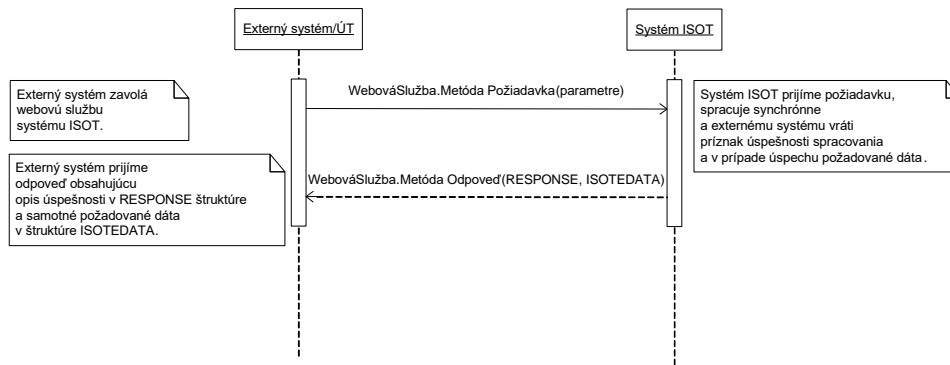 Externý systém/ÚT
Systém ISOT
Externý systém zavolá
webovú službu
systému ISOT.
WebováSlužba.Metóda Požiadavka(parametre)
Systém ISOT prijíme požiadavku,
spracuje synchrónne
a externému systému vráti
príznak úspešnosti spracovania
a v prípade úspechu požadované dáta.
Externý systém prijíme
odpoveď obsahujúcu
opis úspešnosti v RESPONSE štruktúre
a samotné požadované dáta
v štruktúre ISOTEDATA.
WebováSlužba.Metóda Odpoveď(RESPONSE, ISOTEDATA)